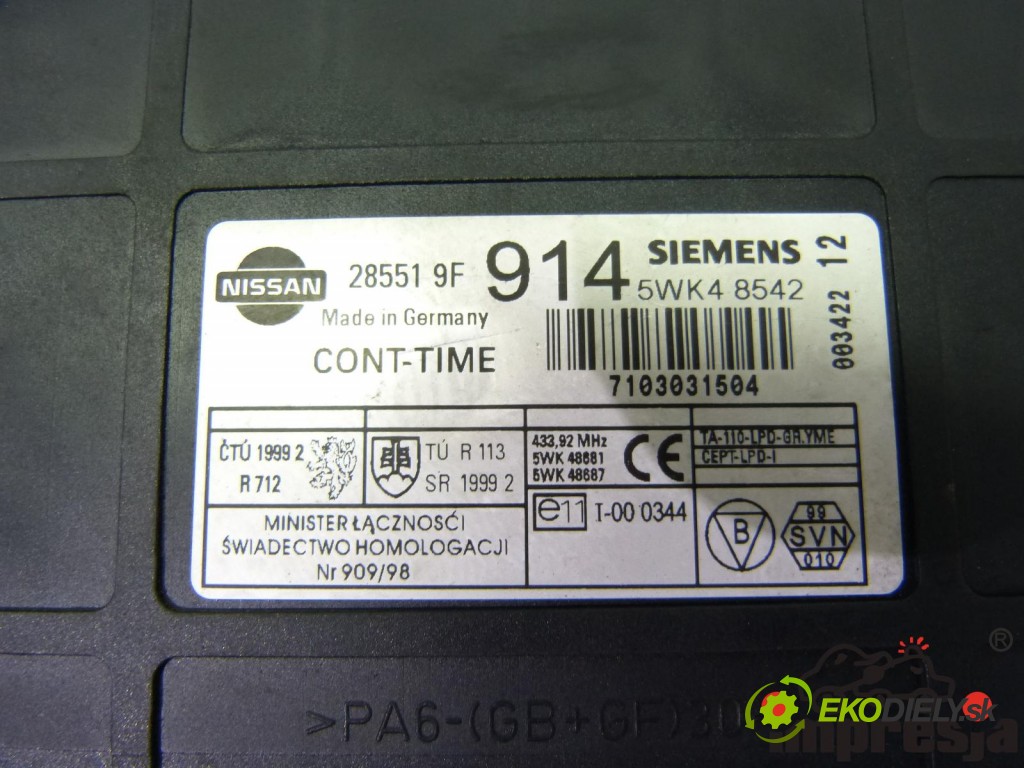 NISSAN
28551 9F 914
SIEMENS
5WK4 8542
12
003422
Made in Germany
CONT-TIME
7103031504
ČTÚ 1999 2
R 712
TÚ R 113
SR 1999 2
433,92 MHz
5WK 48681
5WK 48687
CE
TA-110-LPD-GR.YME
CEPT-LPD-I
MINISTER ŁĄCZNOSĆI
ŚWIADECTWO HOMOLOGACJI
Nr 909/98
e11 I-00 0344
B
99
SVN
010
>PA6-(GB+GF)30
®
EKODIELY.sk
impresja